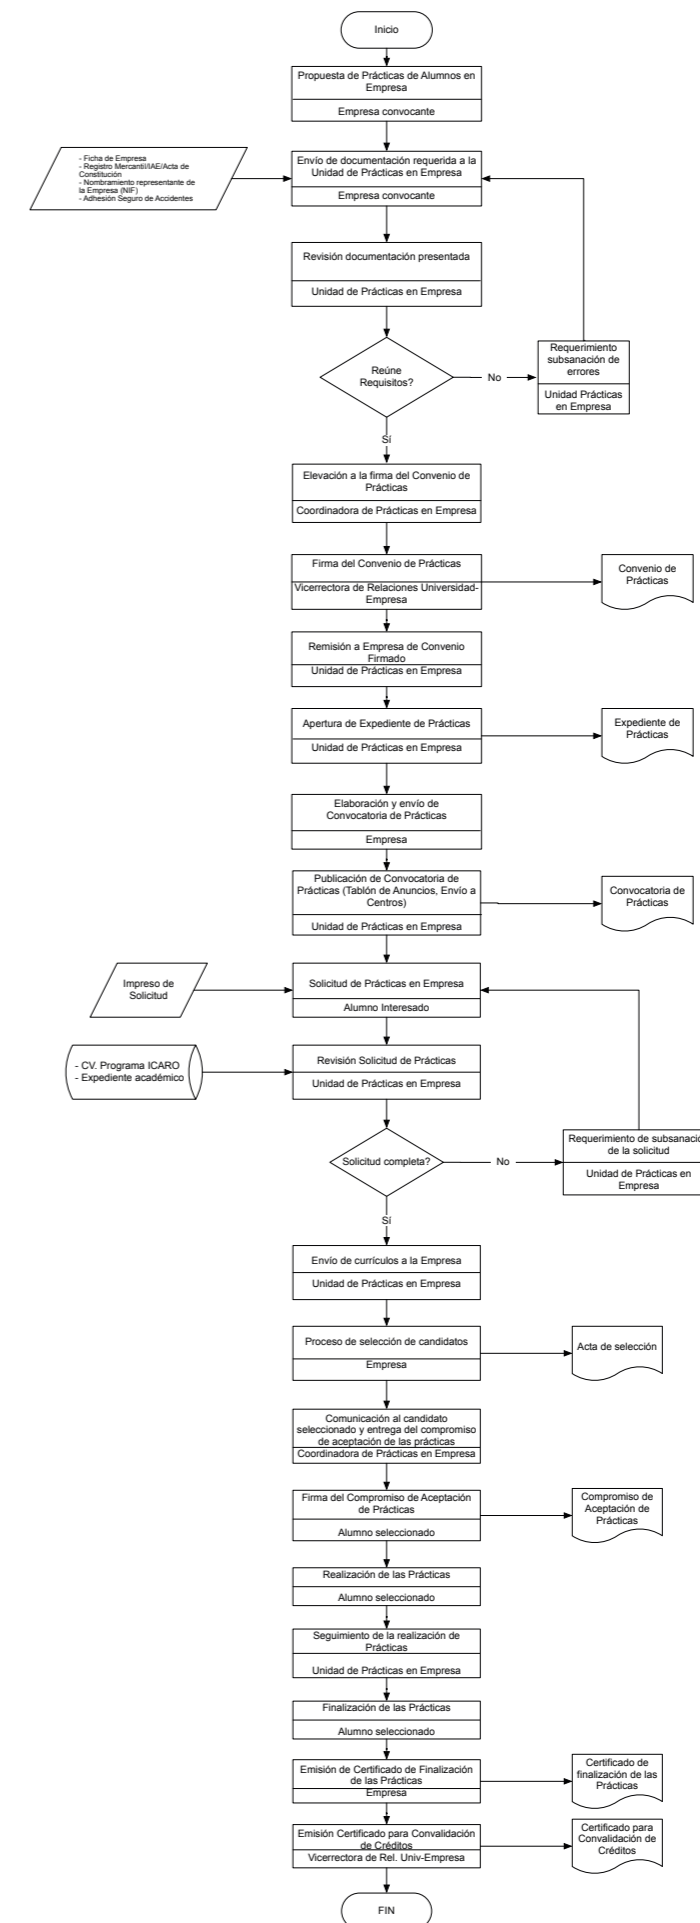 Inicio
Propuesta de Prácticas de Alumnos en
Empresa
Empresa convocante
- Ficha de Empresa
- Registro Mercantil/IAE/Acta de
Constitución
- Nombramiento representante de
la Empresa (NIF)
- Adhesión Seguro de Accidentes
Envío de documentación requerida a la
Unidad de Prácticas en Empresa
Empresa convocante
Revisión documentación presentada
Unidad de Prácticas en Empresa
Reúne
Requisitos?
No
Requerimiento
subsanación de
errores
Unidad Prácticas
en Empresa
Sí
Elevación a la firma del Convenio de
Prácticas
Coordinadora de Prácticas en Empresa
Firma del Convenio de Prácticas
Vicerrectora de Relaciones Universidad-
Empresa
Convenio de
Prácticas
Remisión a Empresa de Convenio
Firmado
Unidad de Prácticas en Empresa
Apertura de Expediente de Prácticas
Unidad de Prácticas en Empresa
Expediente de
Prácticas
Elaboración y envío de
Convocatoria de Prácticas
Empresa
Publicación de Convocatoria de
Prácticas (Tablón de Anuncios, Envío a
Centros)
Unidad de Prácticas en Empresa
Convocatoria de
Prácticas
Impreso de
Solicitud
Solicitud de Prácticas en Empresa
Alumno Interesado
- CV. Programa ICARO
- Expediente académico
Revisión Solicitud de Prácticas
Unidad de Prácticas en Empresa
Solicitud completa?
No
Requerimiento de subsanació
de la solicitud
Unidad de Prácticas en
Empresa
Sí
Envío de currículos a la Empresa
Unidad de Prácticas en Empresa
Proceso de selección de candidatos
Empresa
Acta de selección
Comunicación al candidato
seleccionado y entrega del compromiso
de aceptación de las prácticas
Coordinadora de Prácticas en Empresa
Firma del Compromiso de Aceptación
de Prácticas
Alumno seleccionado
Compromiso de
Aceptación de
Prácticas
Realización de las Prácticas
Alumno seleccionado
Seguimiento de la realización de
Prácticas
Unidad de Prácticas en Empresa
Finalización de las Prácticas
Alumno seleccionado
Emisión de Certificado de Finalización
de las Prácticas
Empresa
Certificado de
finalización de las
Prácticas
Emisión Certificado para Convalidación
de Créditos
Vicerrectora de Rel. Univ-Empresa
Certificado para
Convalidación de
Créditos
FIN